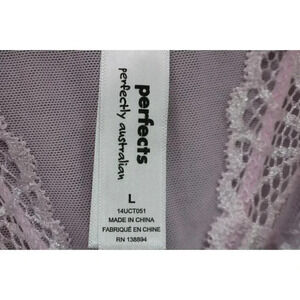 perfects
perfectly australian
L
14UCT051
MADE IN CHINA
FABRIQUÉ EN CHINE
RN 138894